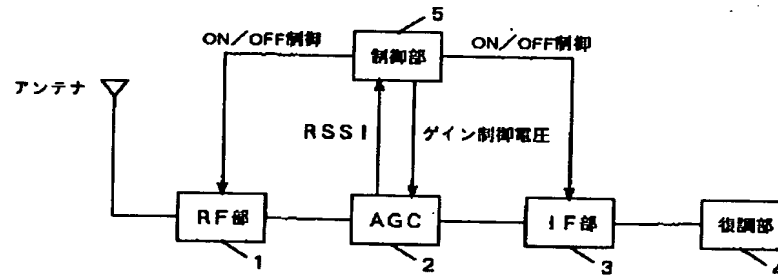 5
ON/OFF制御
制御部
ON/OFF制御
アンテナ
RSSI
ゲイン制御電圧
RF部
AGC
IF部
復調部
1
2
3
4